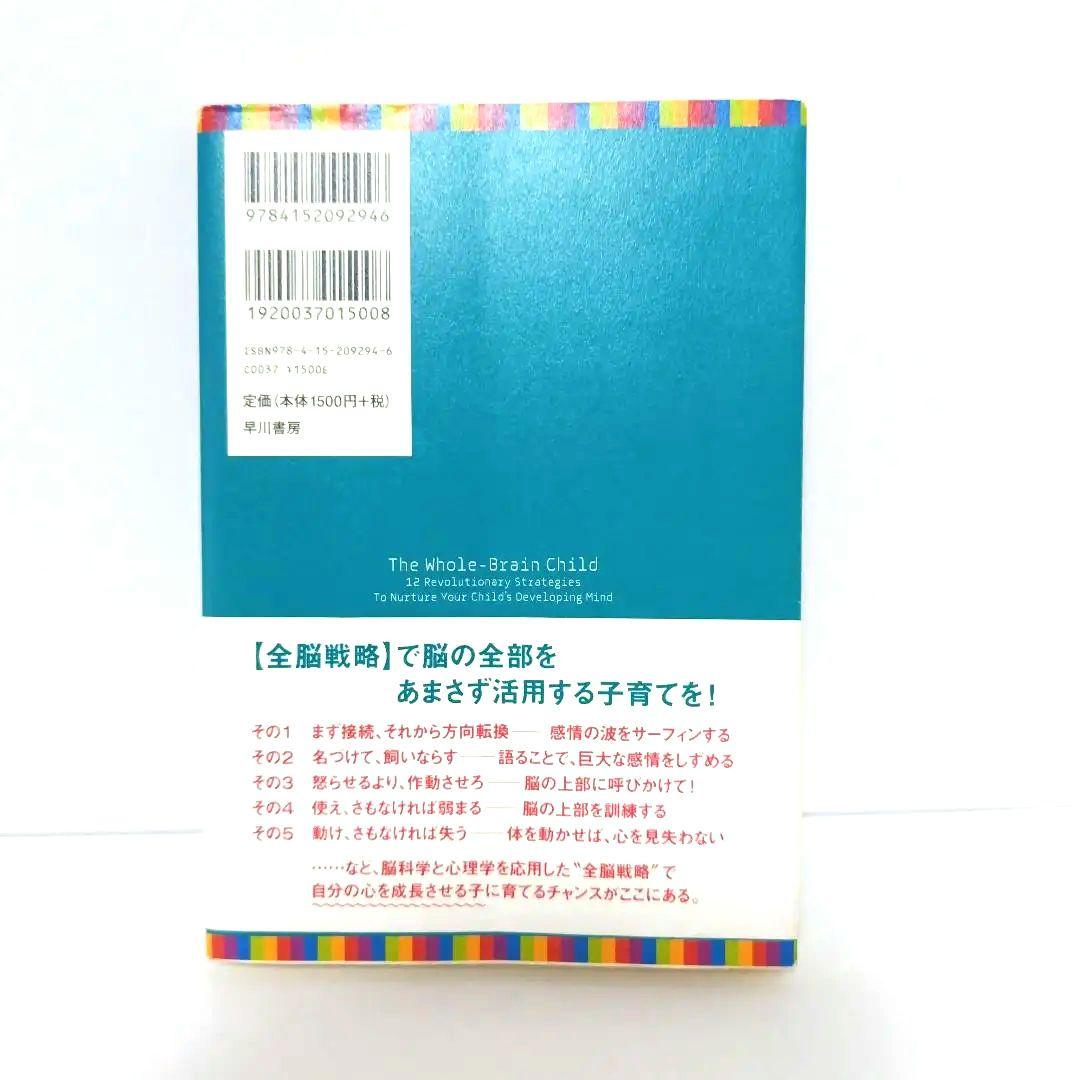 9784152092946
1920037015008
ISBN978-4-15-209294-6
C0037 ¥1500E
定価(本体1500円+税)
早川書房
The Whole-Brain Child
12 Revolutionary Strategies
To Nurture Your Child's Developing Mind
【全脳戦略】で脳の全部を
あまさず活用する子育てを!
その1 まず接続、それから方向転換── 感情の波をサーフィンする
その2 名づけて、飼いならす──語ることで、巨大な感情をしずめる
その3 怒らせるより、作動させろ──脳の上部に呼びかけて!
その4 使え、さもなければ弱まる──脳の上部を訓練する
その5 動け、さもなければ失う──体を動かせば、心を見失わない
……など、脳科学と心理学を応用した“全脳戦略”で
自分の心を成長させる子に育てるチャンスがここにある。